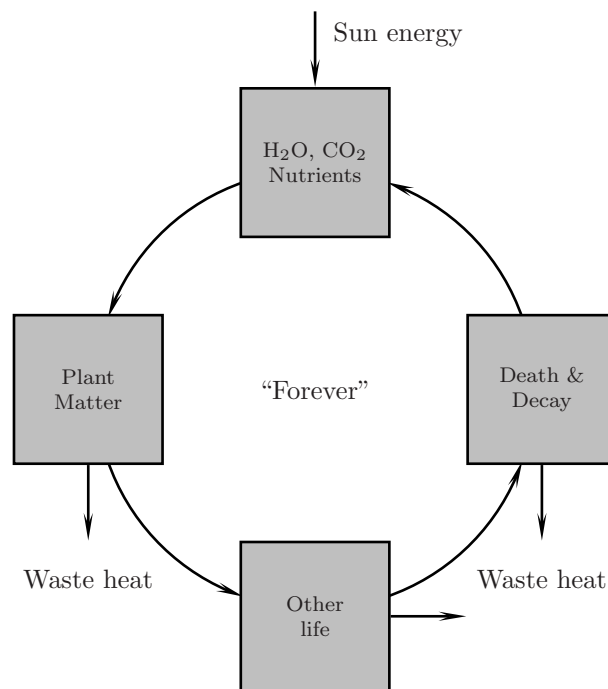 Sun energy
H₂O, CO₂
Nutrients
Plant
Matter
“Forever”
Death &
Decay
Waste heat
Waste heat
Other
life